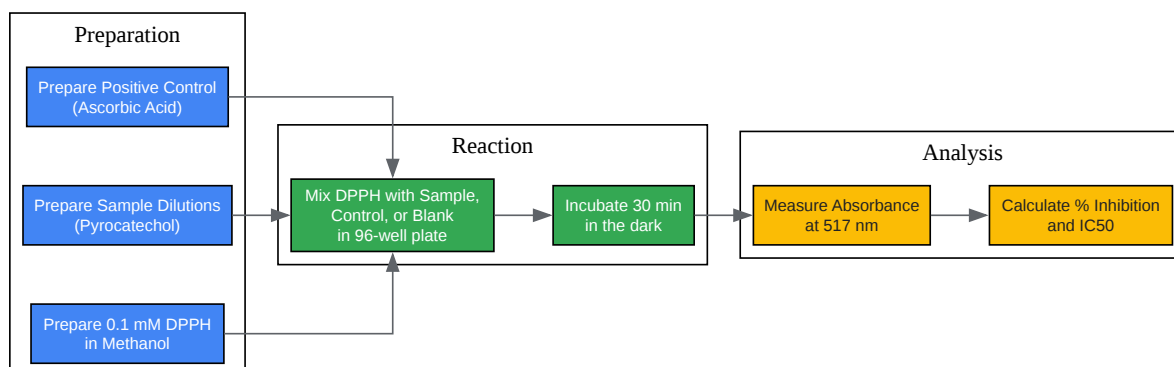 Preparation
Prepare Positive Control
(Ascorbic Acid)
Prepare Sample Dilutions
(Pyrocatechol)
Prepare 0.1 mM DPPH
in Methanol
Reaction
Mix DPPH with Sample,
Control, or Blank
in 96-well plate
Incubate 30 min
in the dark
Analysis
Measure Absorbance
at 517 nm
Calculate % Inhibition
and IC50